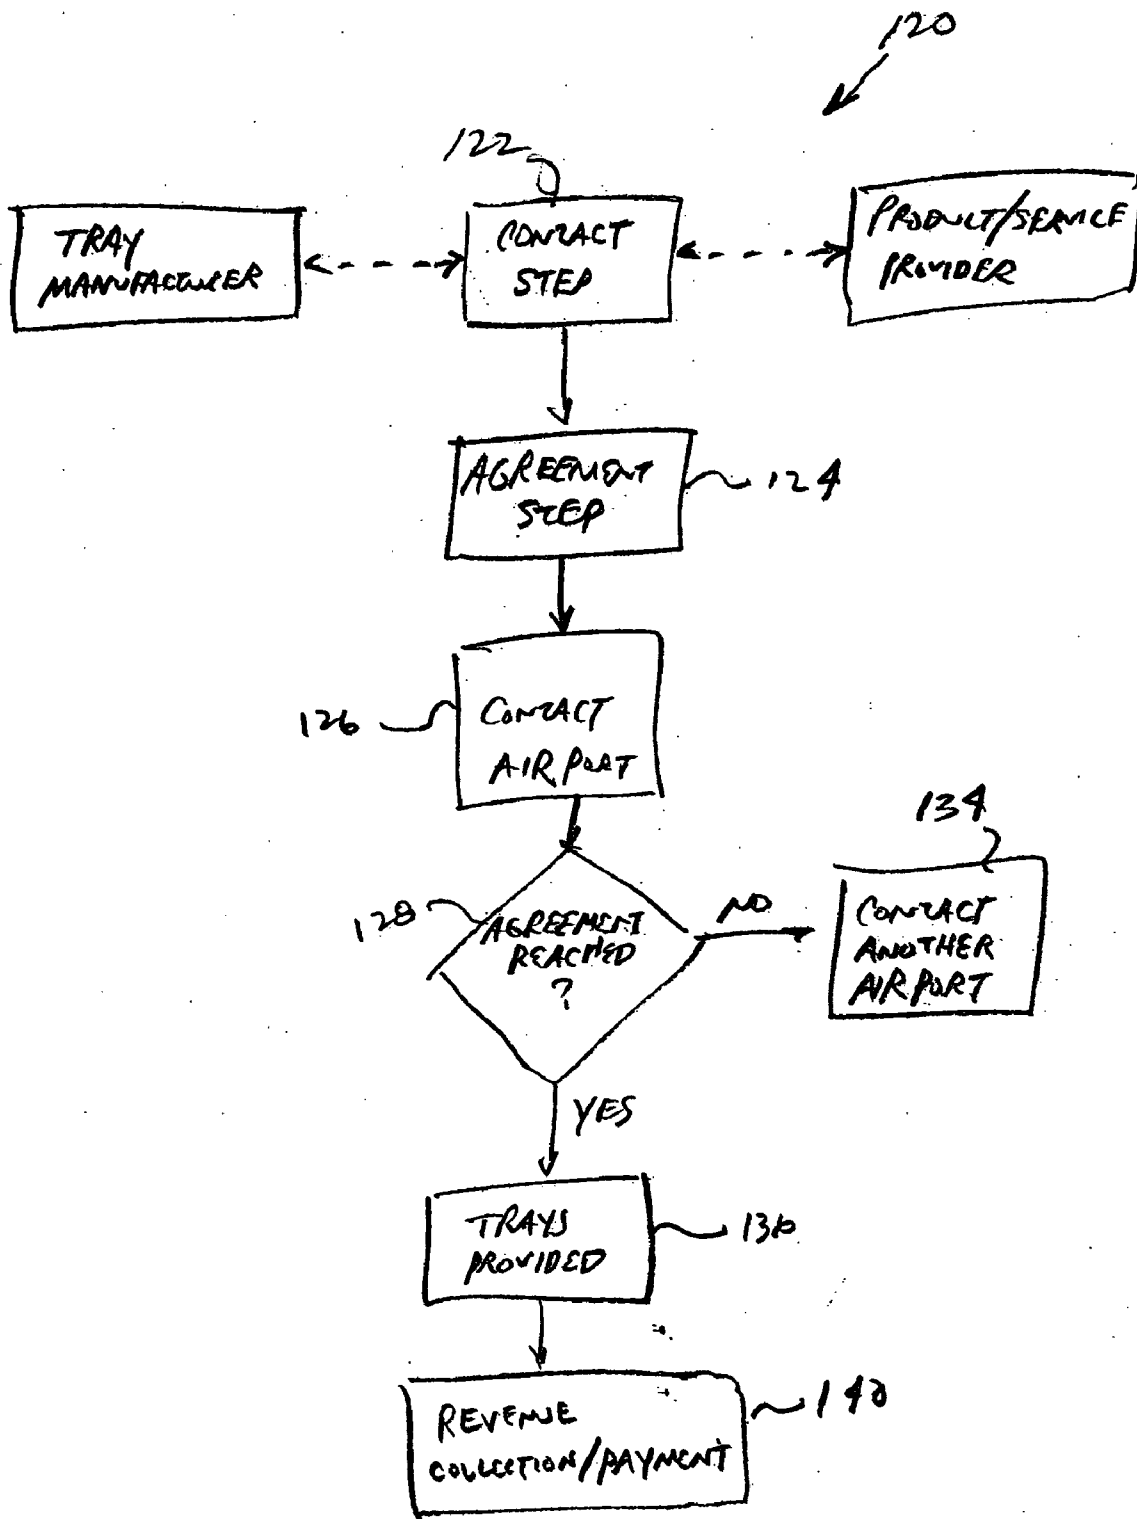 120
122
TRAY
MANUFACTURER
CONTACT
STEP
PRODUCT/SERVICE
PROVIDER
AGREEMENT
STEP
124
126
CONTACT
AIRPORT
134
128
AGREEMENT
REACHED
?
NO
CONTACT
ANOTHER
AIRPORT
YES
TRAYS
PROVIDED
136
REVENUE
COLLECTION/PAYMENT
140